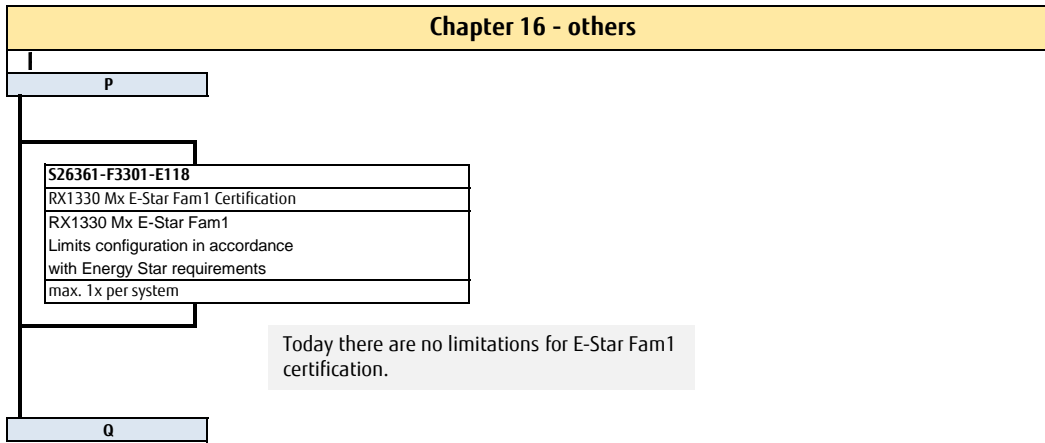 Chapter 16 - others
P
S26361-F3301-E118
RX1330 Mx E-Star Fam1 Certification
RX1330 Mx E-Star Fam1
Limits configuration in accordance
with Energy Star requirements
max. 1x per system
Today there are no limitations for E-Star Fam1
certification.
Q